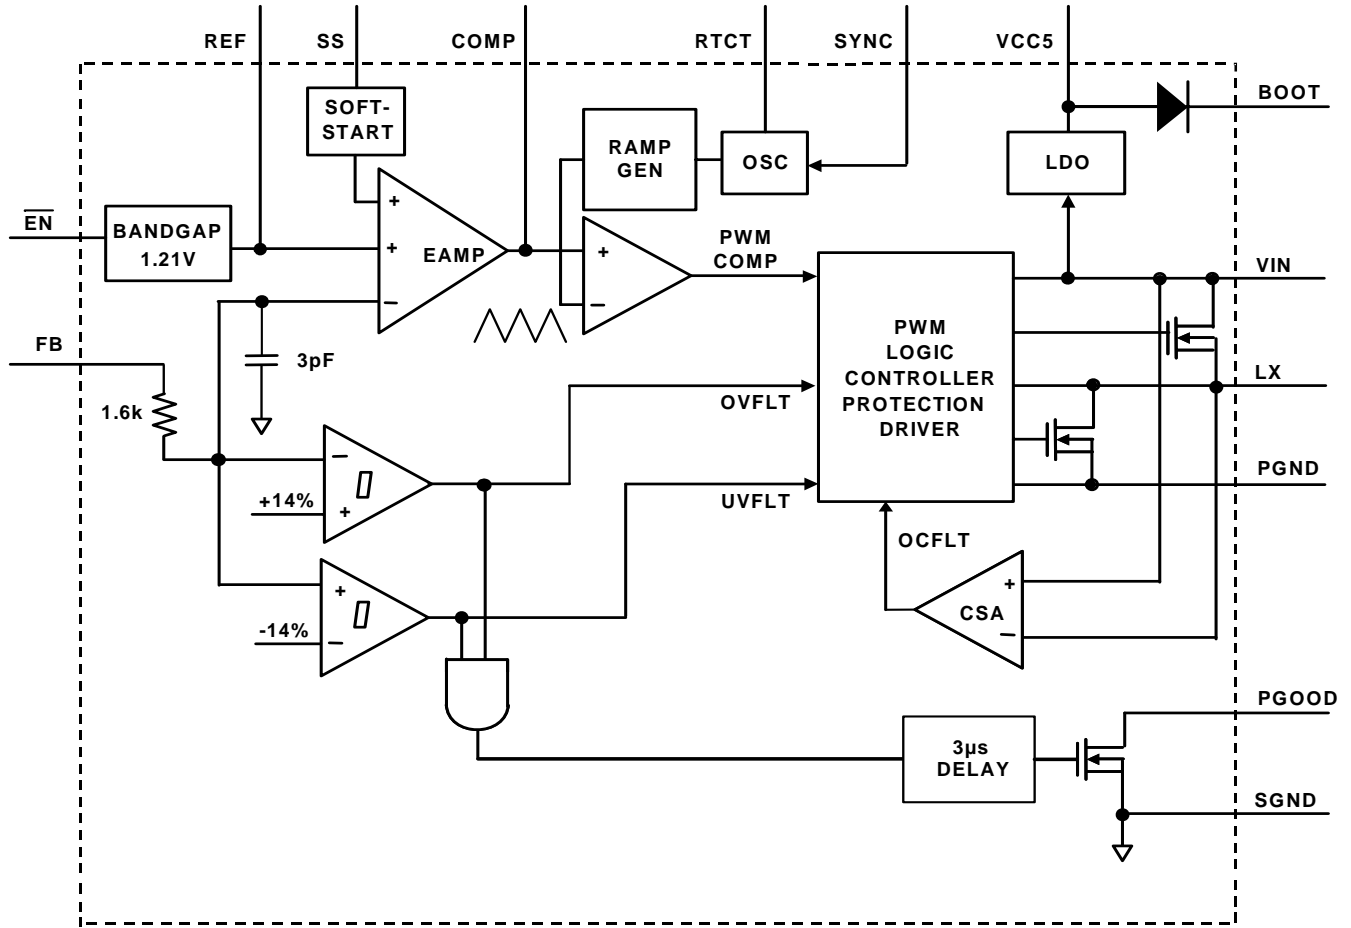 REF
SS
COMP
RTCT
SYNC
VCC5
BOOT
SOFT-
START
RAMP
GEN
OSC
LDO
EN
BANDGAP
1.21V
+
+
EAMP
−
+
−
PWM
COMP
VIN
FB
3pF
PWM
LOGIC
CONTROLLER
PROTECTION
DRIVER
LX
1.6k
OVFLT
−
+14%
+
UVFLT
PGND
OCFLT
+
-14%
−
+
CSA
−
PGOOD
3µs
DELAY
SGND